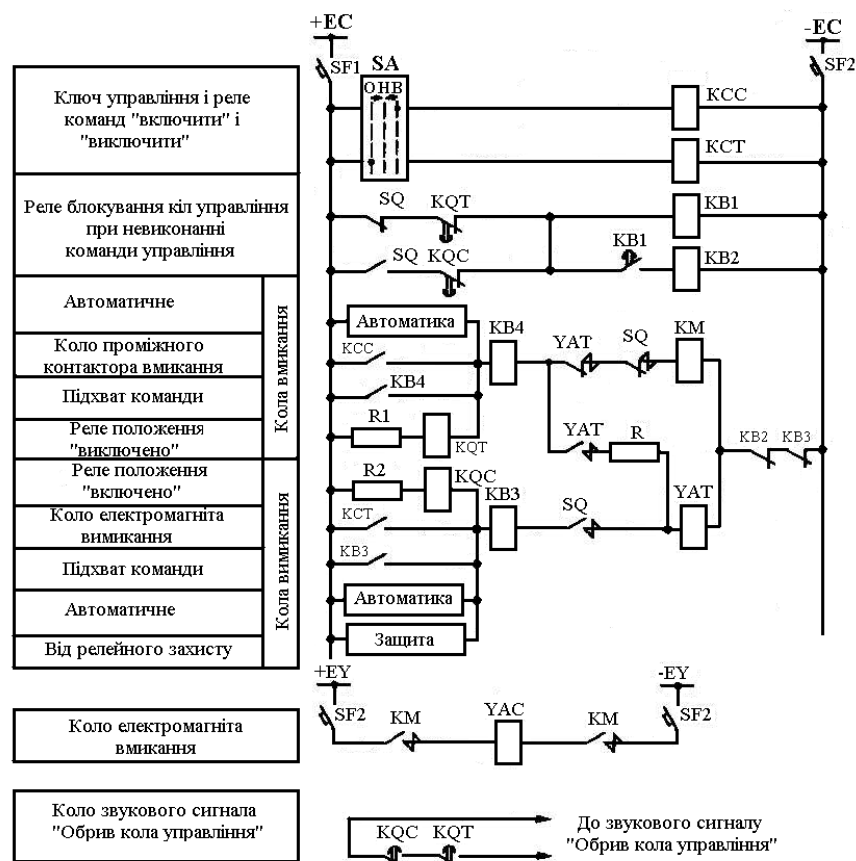 +EC
-EC
SF1
SA
SF2
О Н В
Ключ управління і реле
команд "включити" і
"виключити"
KCC
KCT
Реле блокування кіл управління
при невиконанні
команди управління
SQ
KQT
KB1
SQ
KQC
KB1
KB2
Автоматичне
Коло проміжного
контактора вмикання
Підхват команди
Реле положення
"виключено"
Кола вмикання
Автоматика
KCC
KB4
KB4
YAT
SQ
KM
R1
KQT
YAT
R
KB2
KB3
Реле положення
"включено"
Коло електромагніта
вимикання
Підхват команди
Автоматичне
Від релейного захисту
Кола вимикання
R2
KQC
KCT
KB3
KB3
SQ
YAT
Автоматика
Защита
+EY
-EY
SF2
SF2
Коло електромагніта
вмикання
KM
YAC
KM
Коло звукового сигнала
"Обрив кола управління"
KQC
KQT
До звукового сигналу
"Обрив кола управління"